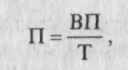 П = ВП / Т ,